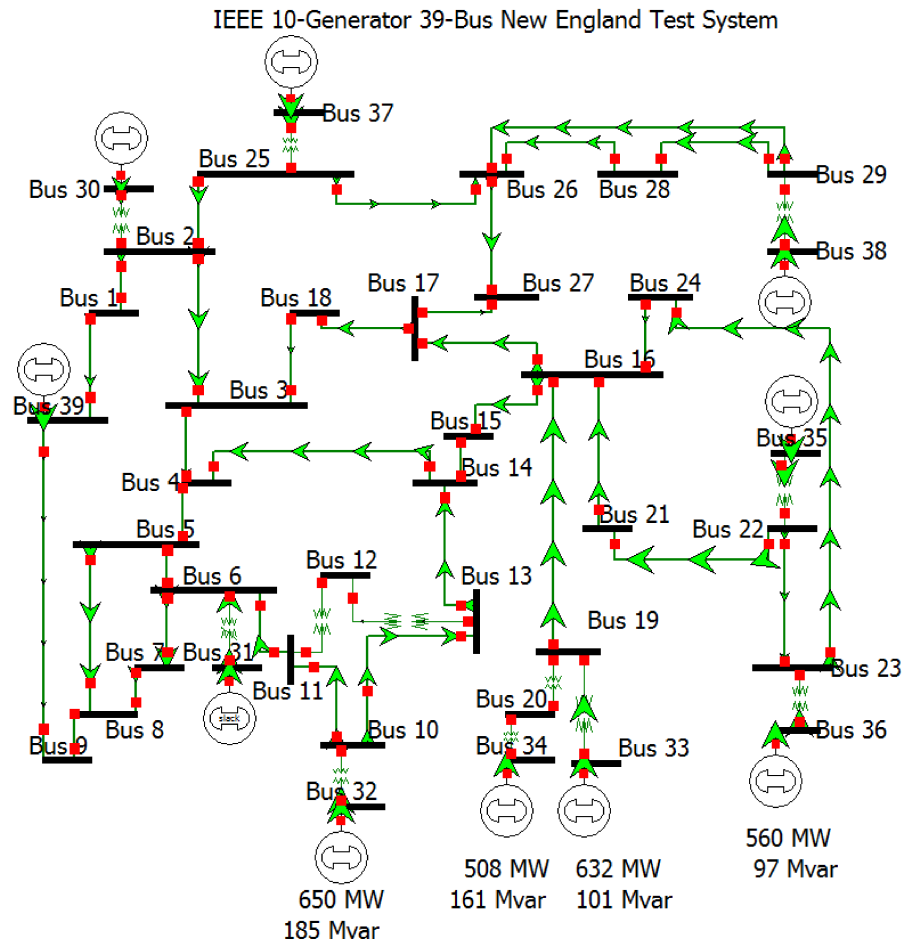 IEEE 10-Generator 39-Bus New England Test System
Bus 37
Bus 25
Bus 30
Bus 26
Bus 28
Bus 29
Bus 2
Bus 38
Bus 1
Bus 18
Bus 17
Bus 27
Bus 24
Bus 16
Bus 39
Bus 3
Bus 15
Bus 35
Bus 4
Bus 14
Bus 5
Bus 21
Bus 22
Bus 6
Bus 12
Bus 13
Bus 19
Bus 7
Bus 31
Bus 11
Bus 23
slack
Bus 9
Bus 8
Bus 10
Bus 20
Bus 34
Bus 33
Bus 36
Bus 32
560 MW
97 Mvar
650 MW
185 Mvar
508 MW
161 Mvar
632 MW
101 Mvar